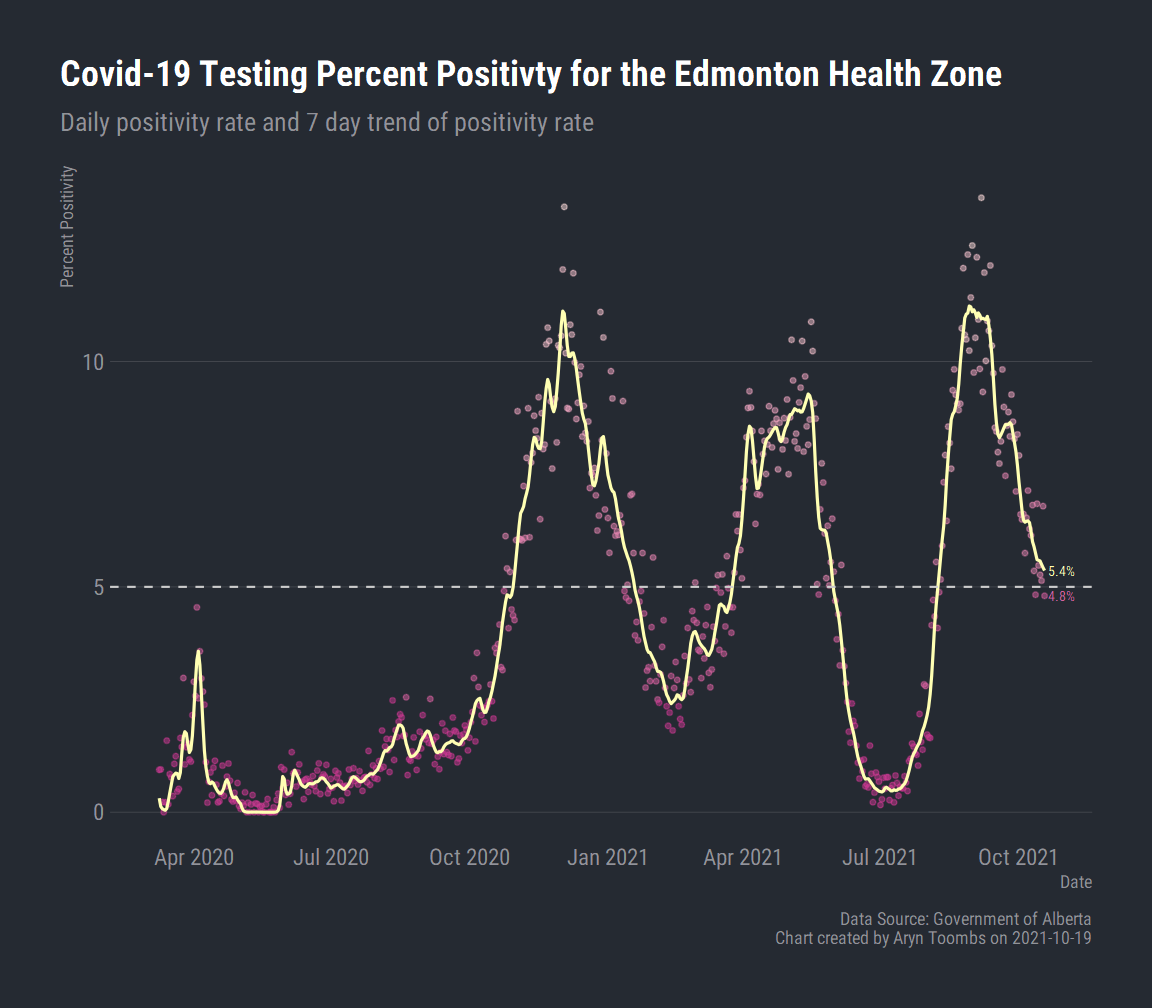 Covid-19 Testing Percent Positivty for the Edmonton Health Zone
Daily positivity rate and 7 day trend of positivity rate
Percent Positivity
10
5
0
5.4%
4.8%
Apr 2020 Jul 2020 Oct 2020 Jan 2021 Apr 2021 Jul 2021 Oct 2021
Date
Data Source: Government of Alberta
Chart created by Aryn Toombs on 2021-10-19